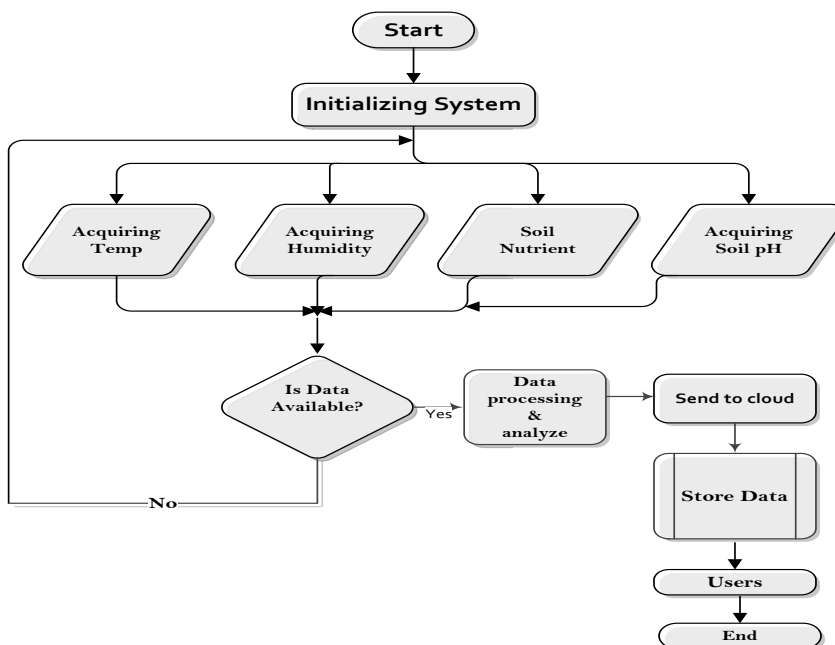 Start
Initializing System
Acquiring
Temp
Acquiring
Humidity
Soil
Nutrient
Acquiring
Soil pH
Is Data
Available?
Yes
Data
processing
&
analyze
Send to cloud
No
Store Data
Users
End